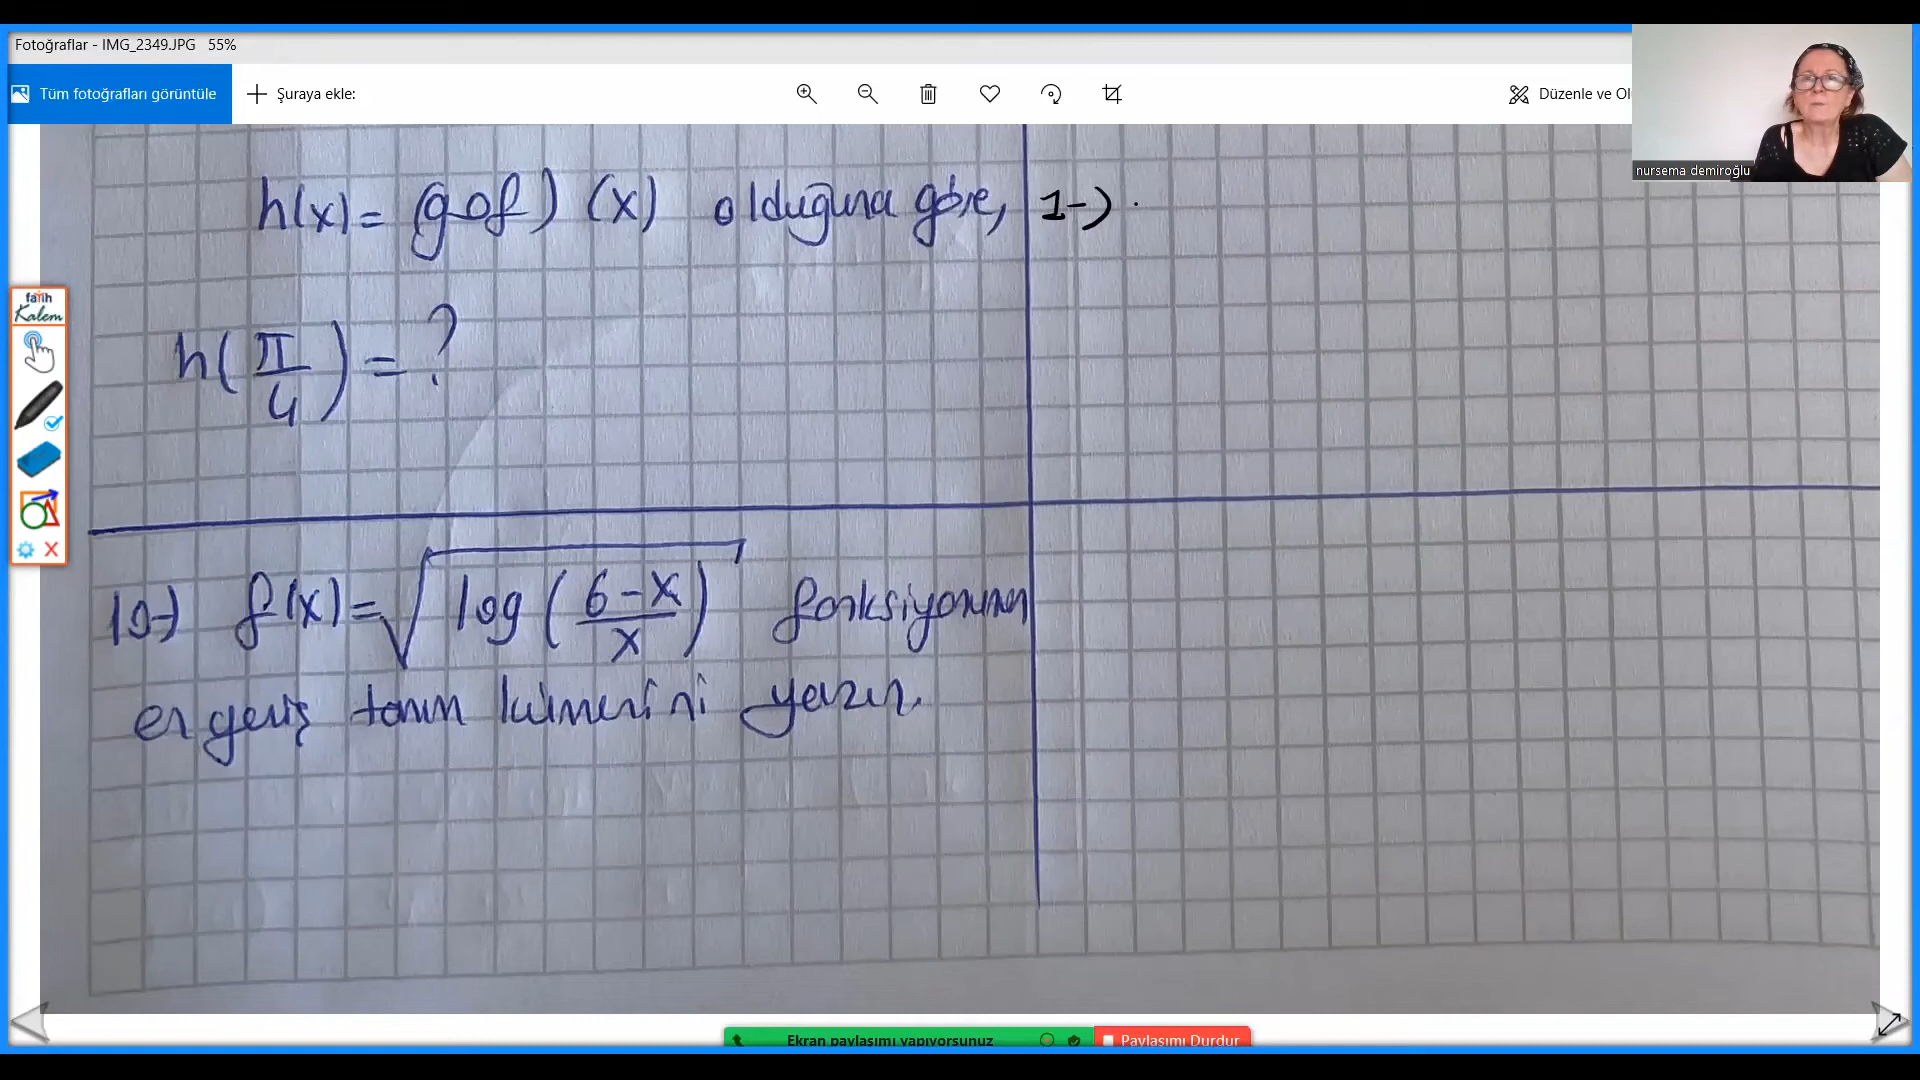 Fotoğraflar - IMG_2349.JPG 55%
Tüm fotoğrafları görüntüle
Şuraya ekle:
Düzenle ve Ol
nursema demiroğlu
h(x) = (gof) (x) olduğuna göre, 1-) .
fatih
Kalem
h(π/4) = ?
10-) f(x) = √log((6-x)/x) fonksiyonunun
en geniş tanım kümesini yazın.
Ekran paylaşımı yapıyorsunuz
Paylaşımı Durdur